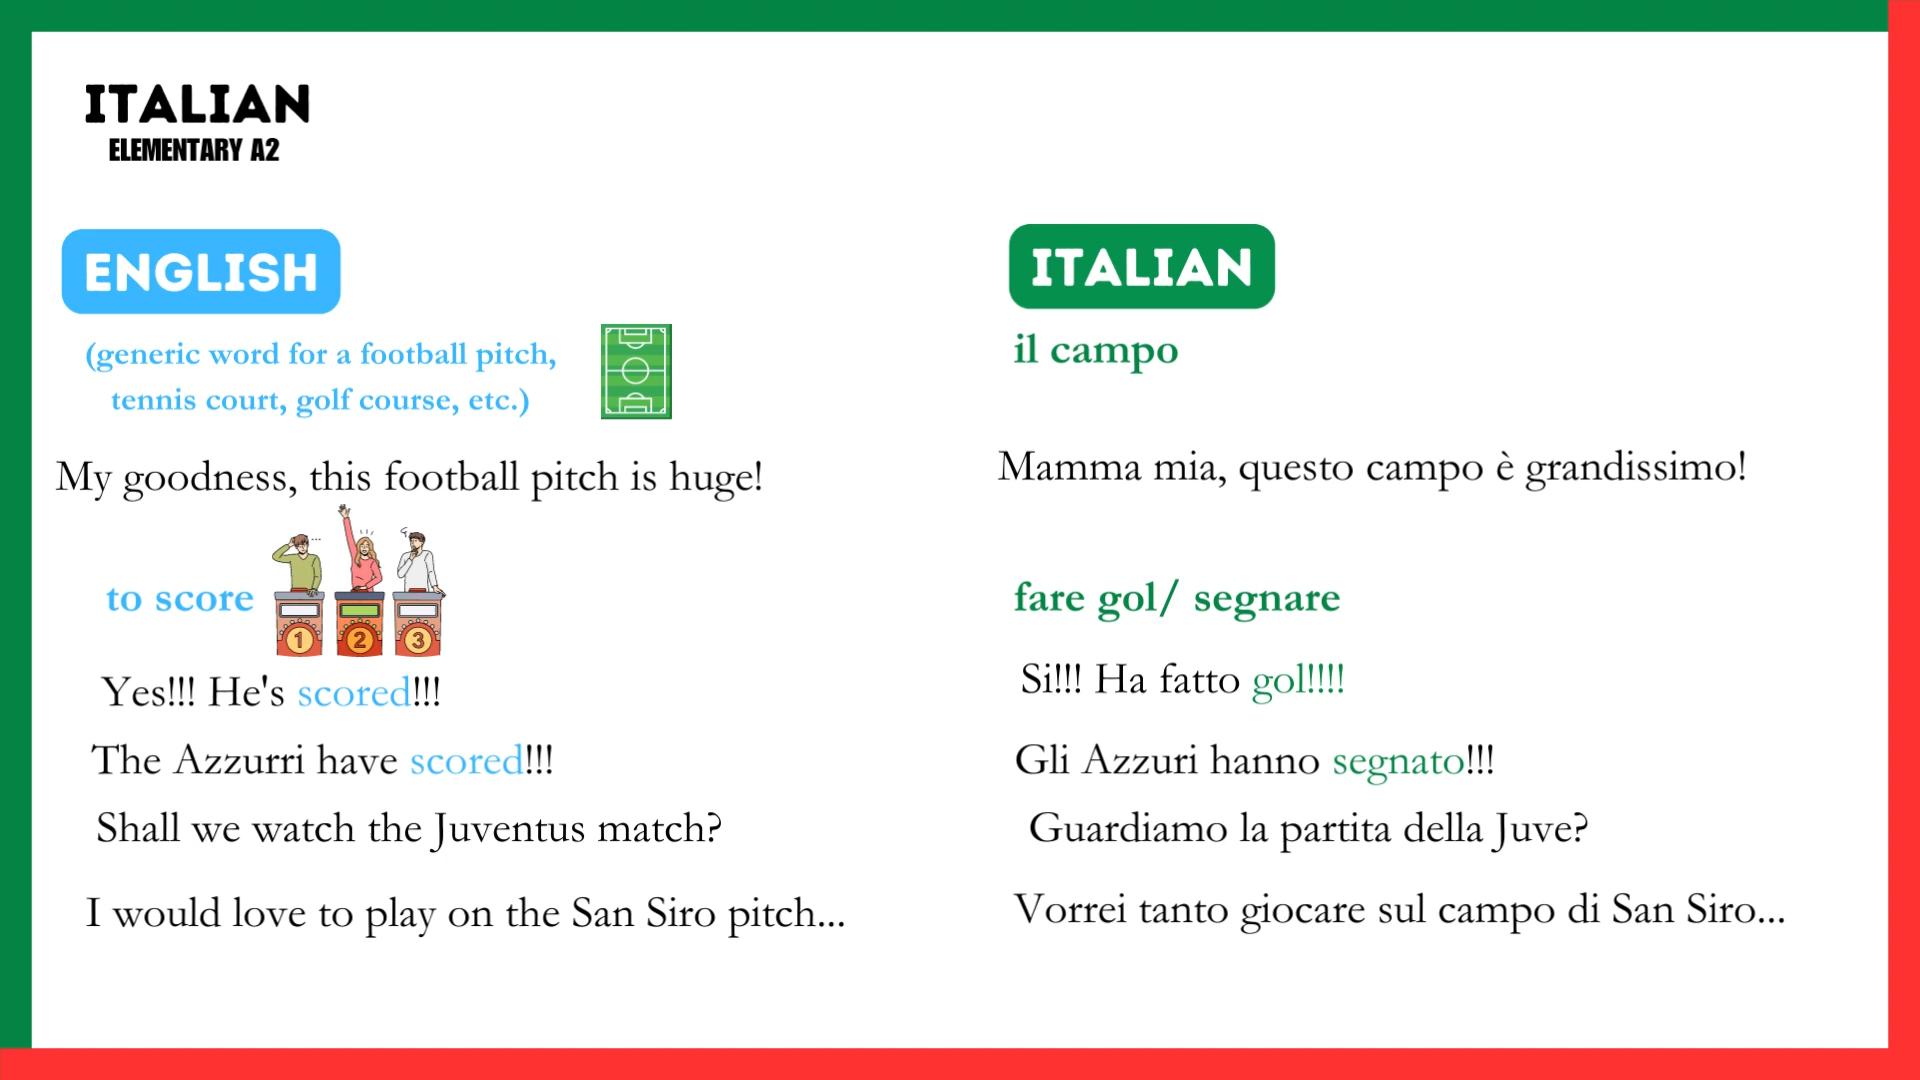 ITALIAN
ELEMENTARY A2
ENGLISH
(generic word for a football pitch,
tennis court, golf course, etc.)
My goodness, this football pitch is huge!
to score
1 2 3
Yes!!! He's scored!!!
The Azzurri have scored!!!
Shall we watch the Juventus match?
I would love to play on the San Siro pitch...
ITALIAN
il campo
Mamma mia, questo campo è grandissimo!
fare gol/ segnare
Si!!! Ha fatto gol!!!!
Gli Azzuri hanno segnato!!!
Guardiamo la partita della Juve?
Vorrei tanto giocare sul campo di San Siro...